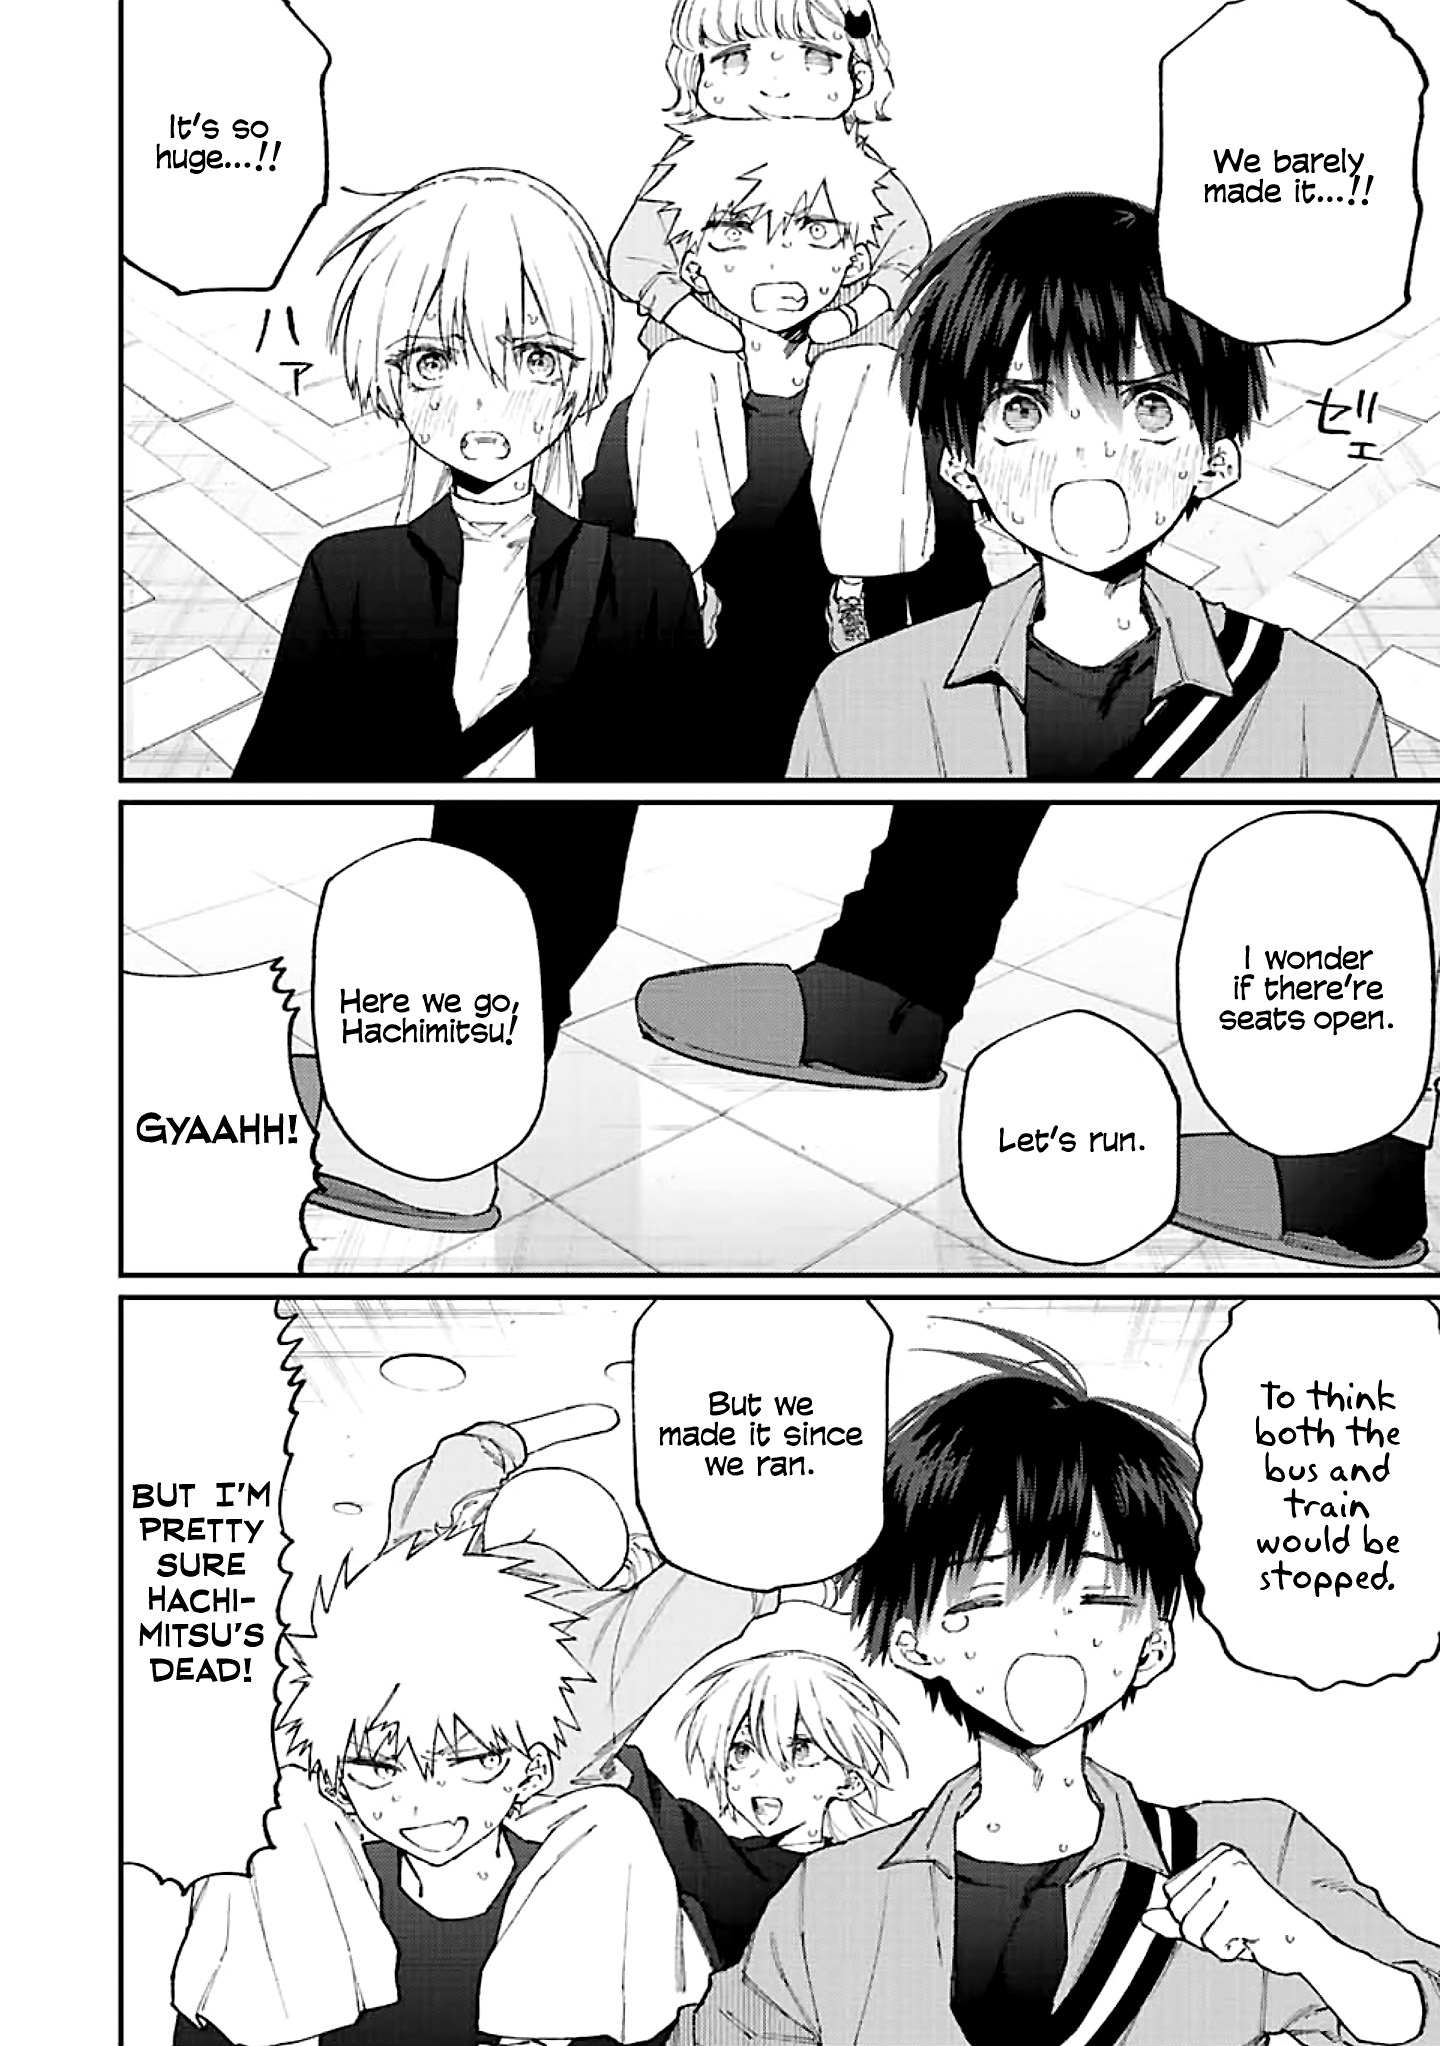 We barely
made it...!!
ゼェ
It's so
huge...!!
ハァ
I wonder
if there're
seats open.
Let's run.
Here we go,
Hachimitsu!
GYAAHH!
To think
both the
bus and
train
would be
stopped.
But we
made it since
we ran.
BUT I'M
PRETTY
SURE
HACHI-
MITSU'S
DEAD!